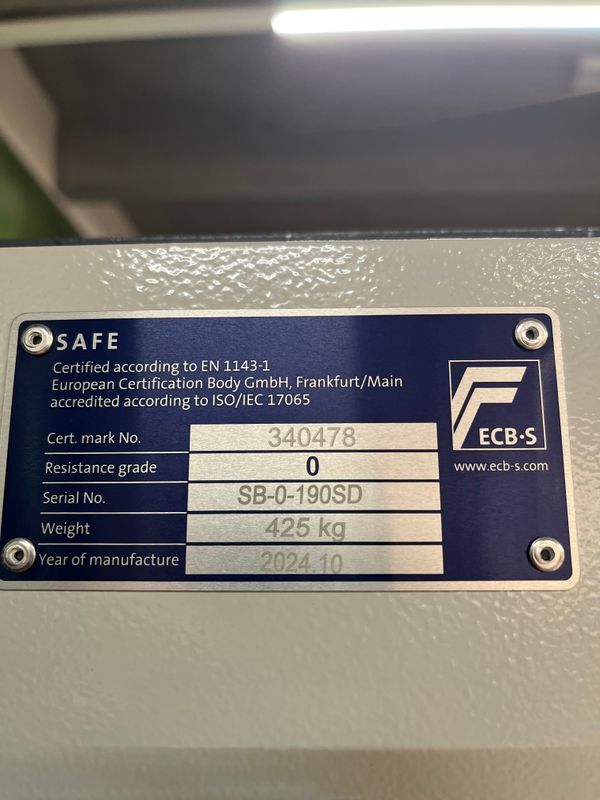 SAFE
Certified according to EN 1143-1
European Certification Body GmbH, Frankfurt/Main
accredited according to ISO/IEC 17065
Cert. mark No. 340478
Resistance grade 0
Serial No. SB-0-190SD
Weight 425 kg
Year of manufacture 2024.10
ECB·S
www.ecb-s.com